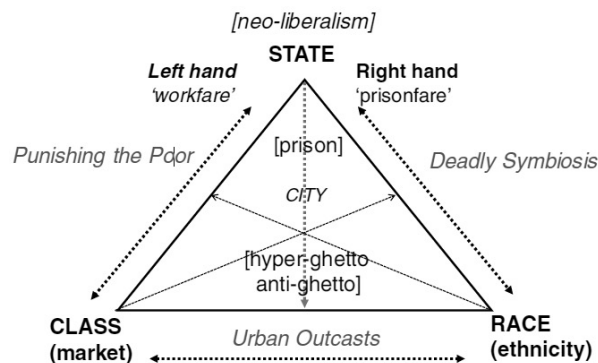 [neo-liberalism]
STATE
Left hand
'workfare'
Right hand
'prisonfare'
Punishing the Poor
[prison]
Deadly Symbiosis
CITY
[hyper-ghetto
anti-ghetto]
CLASS
(market)
Urban Outcasts
RACE
(ethnicity)